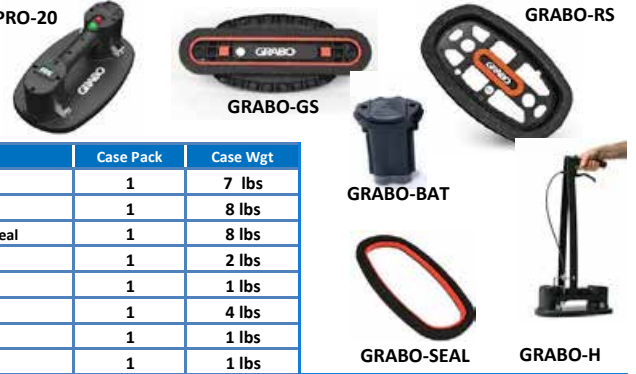 PRO-20
GRABO-RS
GRABO
GRABO
GRABO
GRABO-GS
Case Pack Case Wgt
1 7 lbs
1 8 lbs
eal 1 8 lbs
1 2 lbs
1 1 lbs
1 4 lbs
1 1 lbs
1 1 lbs
GRABO-BAT
GRABO-SEAL
GRABO-H